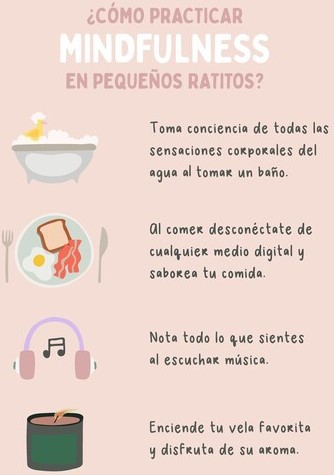 ¿CÓMO PRACTICAR
MINDFULNESS
EN PEQUEÑOS RATITOS?
Toma conciencia de todas las
sensaciones corporales del
agua al tomar un baño.
Al comer desconéctate de
cualquier medio digital y
saborea tu comida.
Nota todo lo que sientes
al escuchar música.
Enciende tu vela favorita
y disfruta de su aroma.